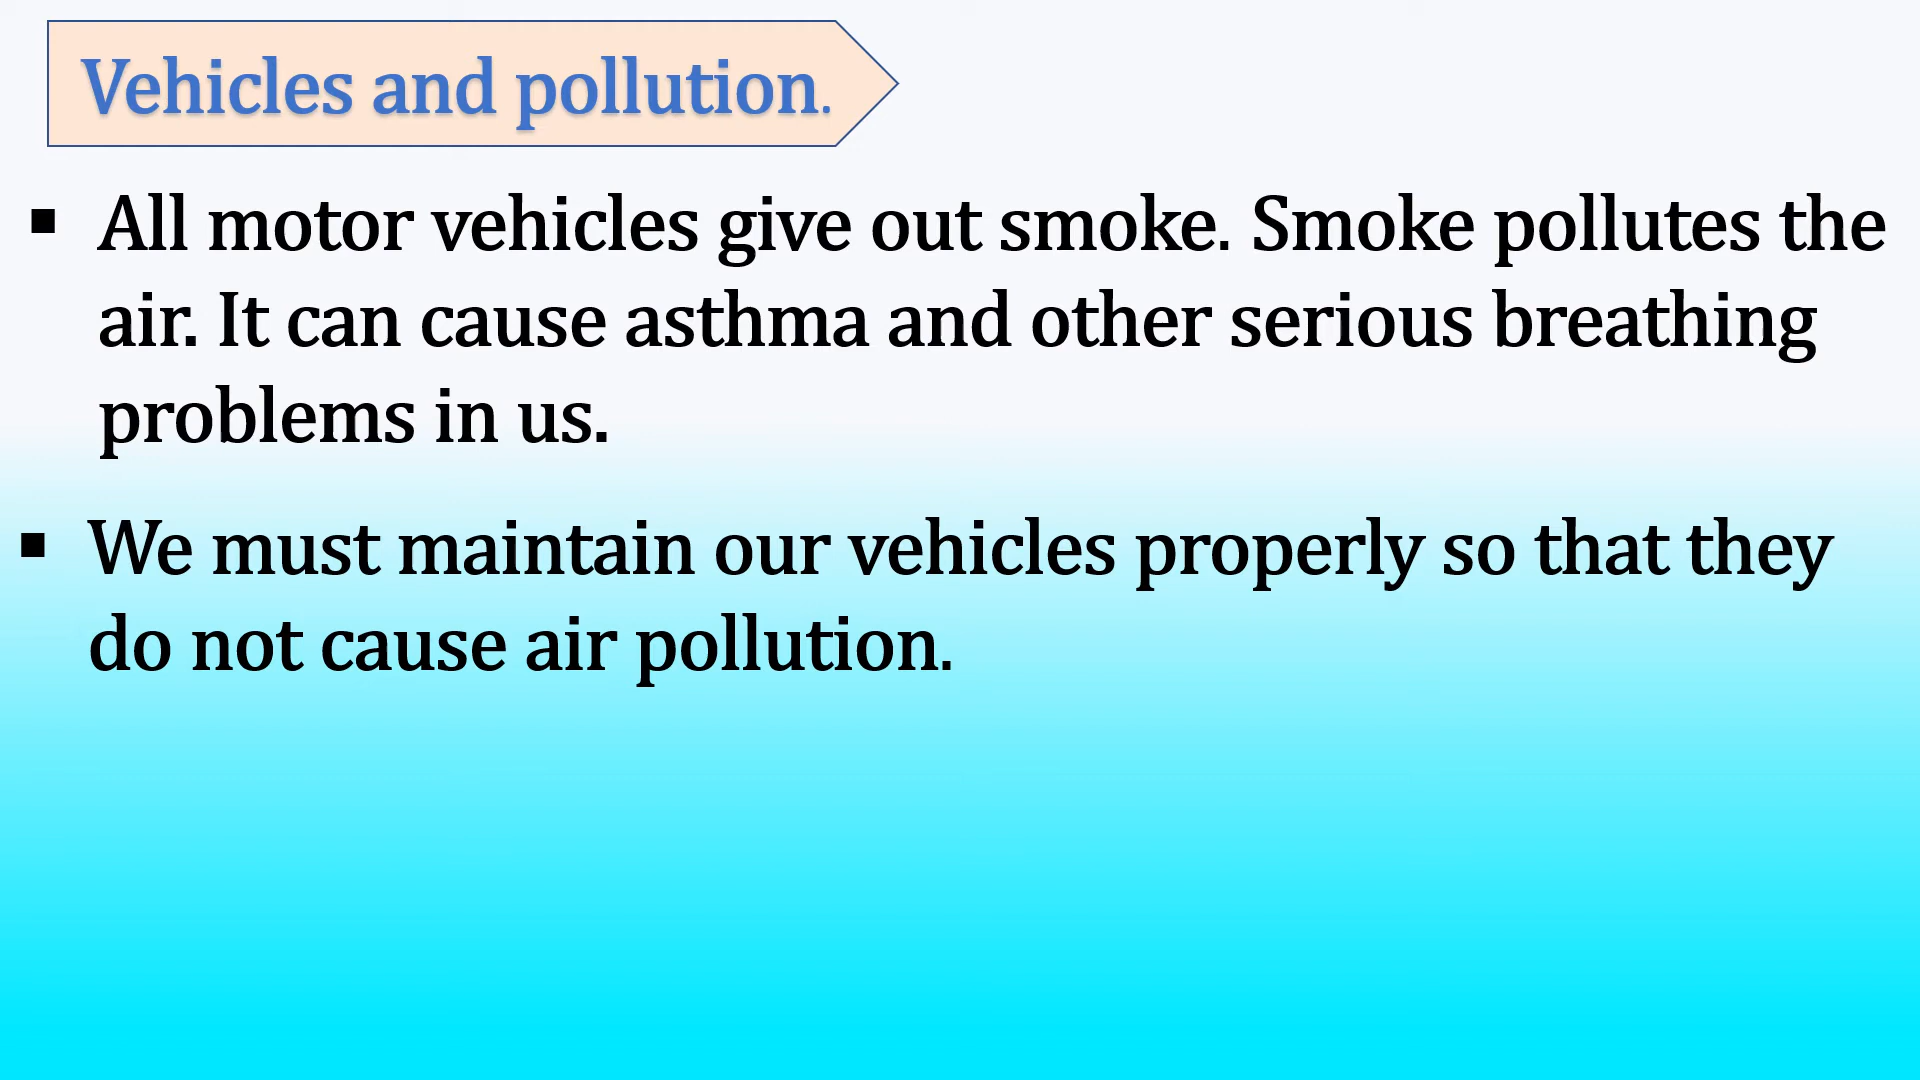 Vehicles and pollution.
▪ All motor vehicles give out smoke. Smoke pollutes the
air. It can cause asthma and other serious breathing
problems in us.
▪ We must maintain our vehicles properly so that they
do not cause air pollution.